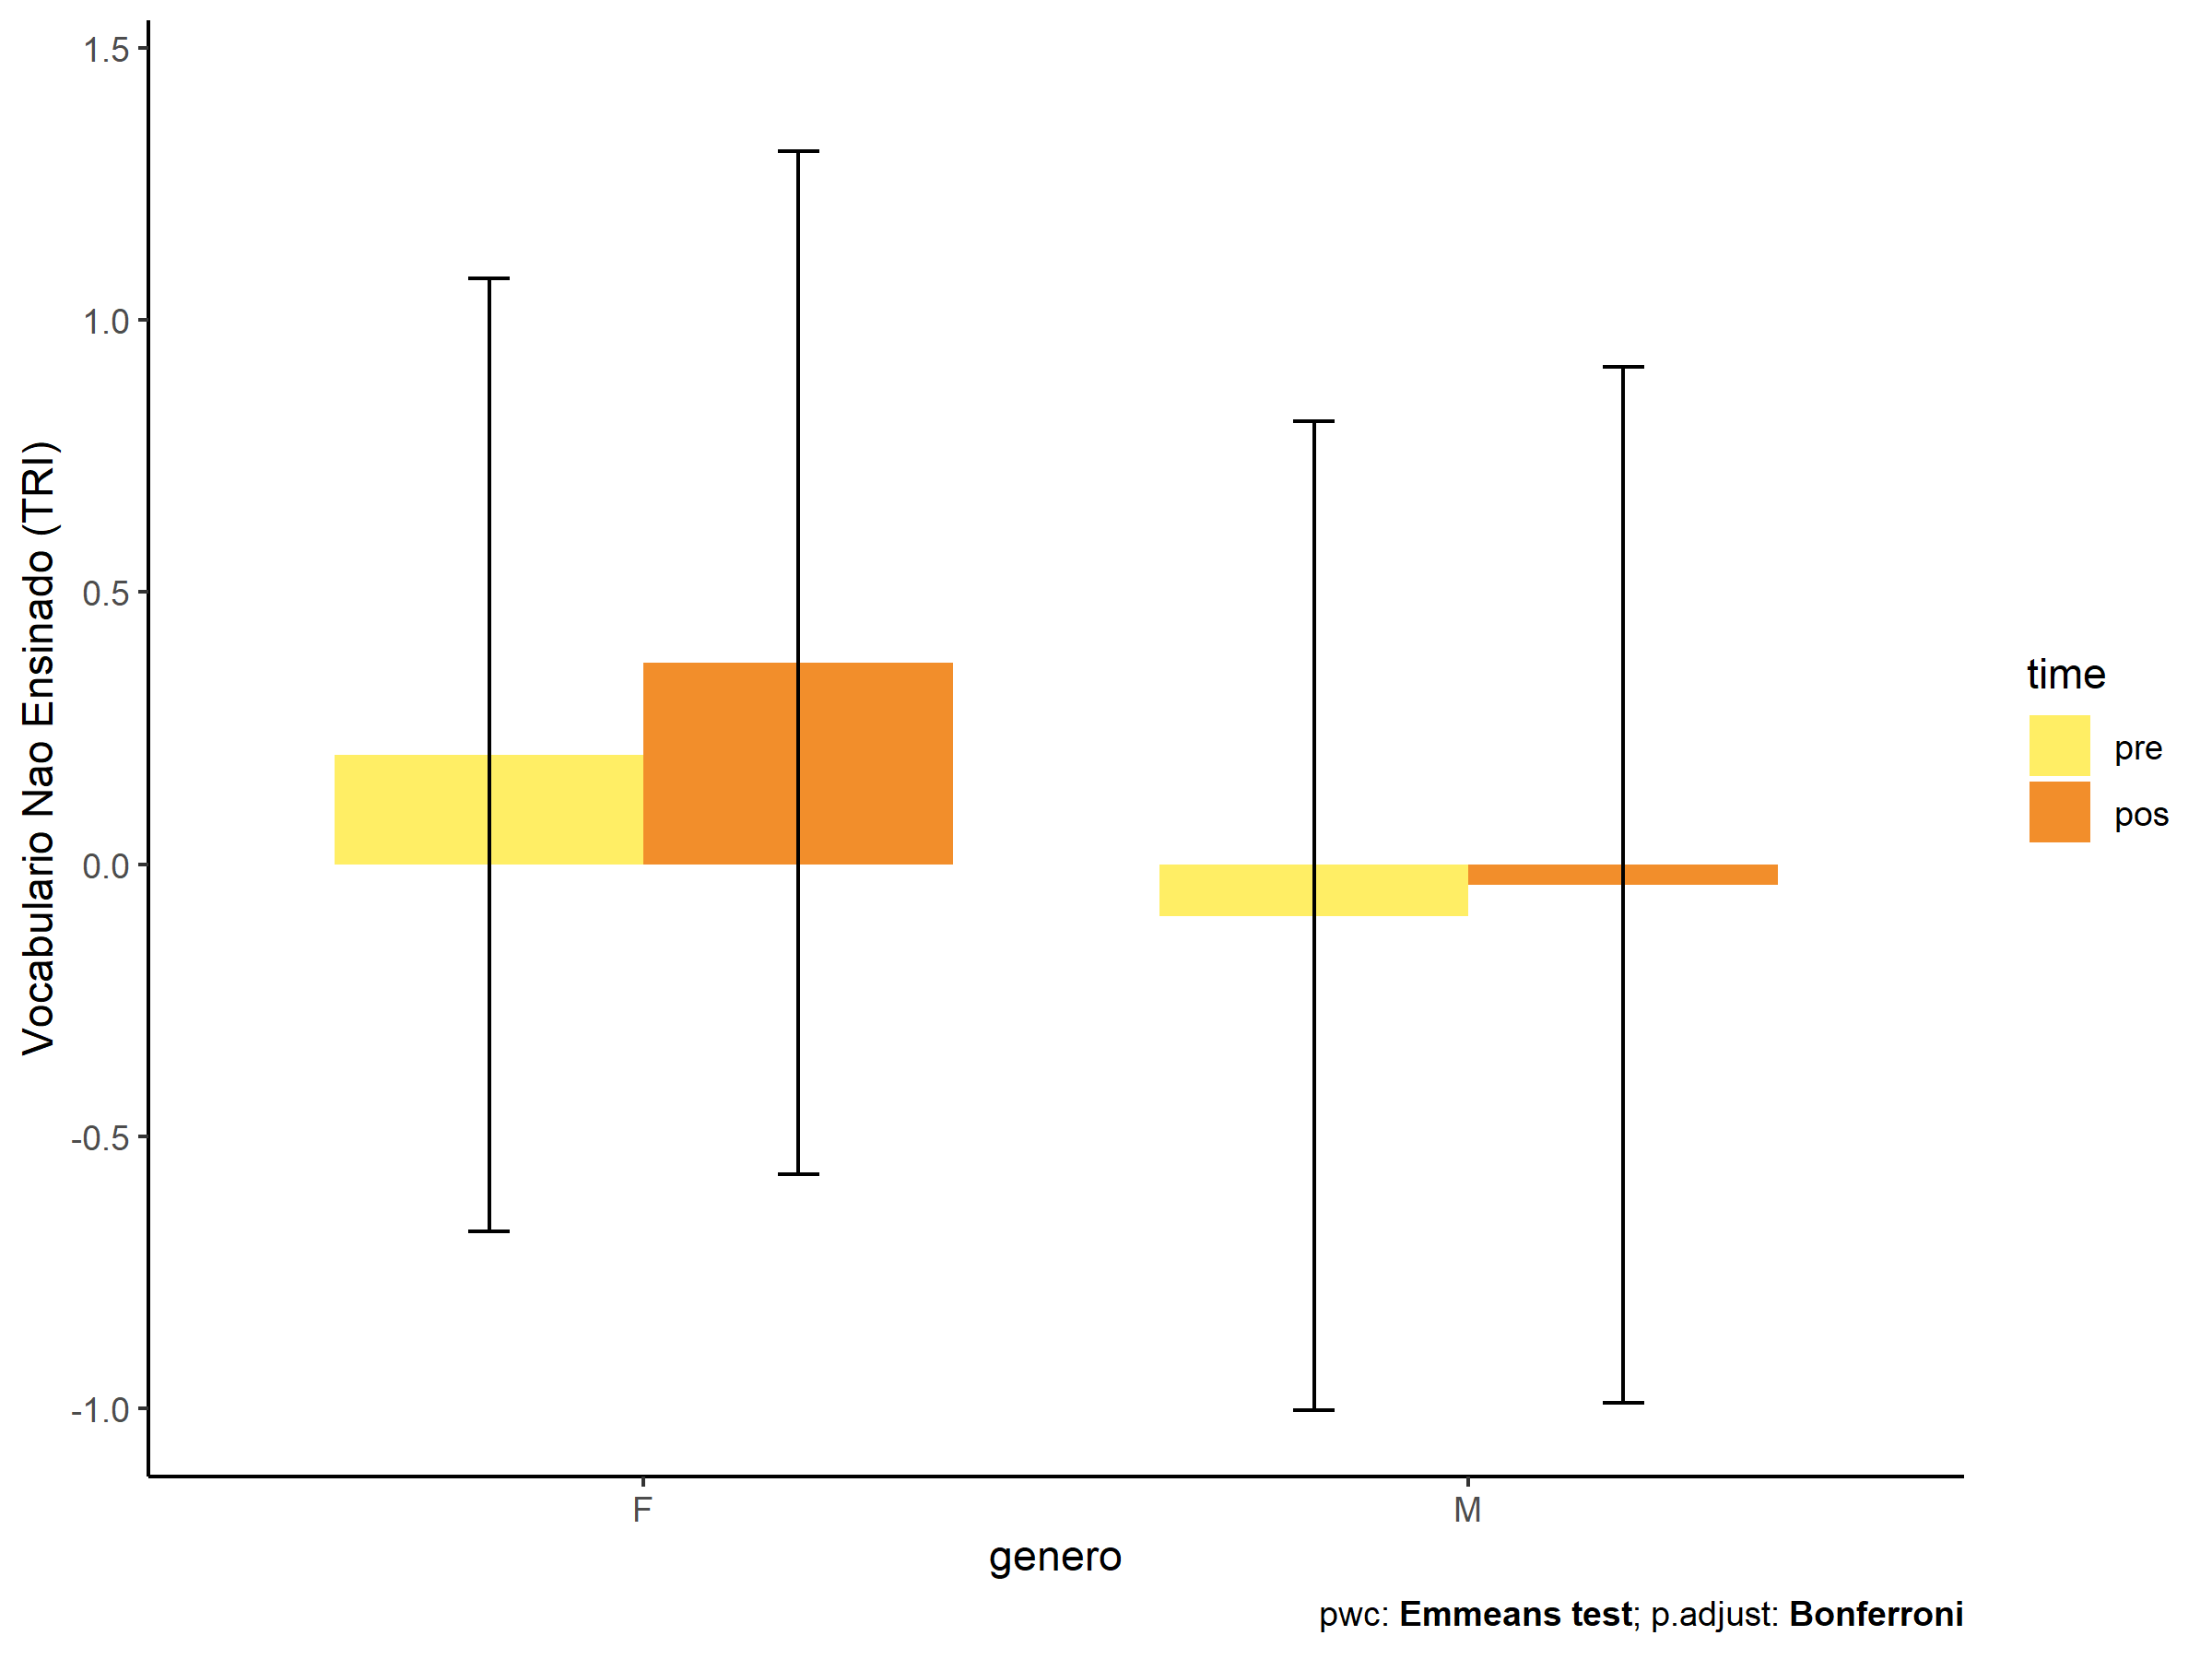 Vocabulario Nao Ensinado (TRI)
1.5
1.0
0.5
0.0
-0.5
-1.0
F
M
genero
time
pre
pos
pwc: Emmeans test; p.adjust: Bonferroni